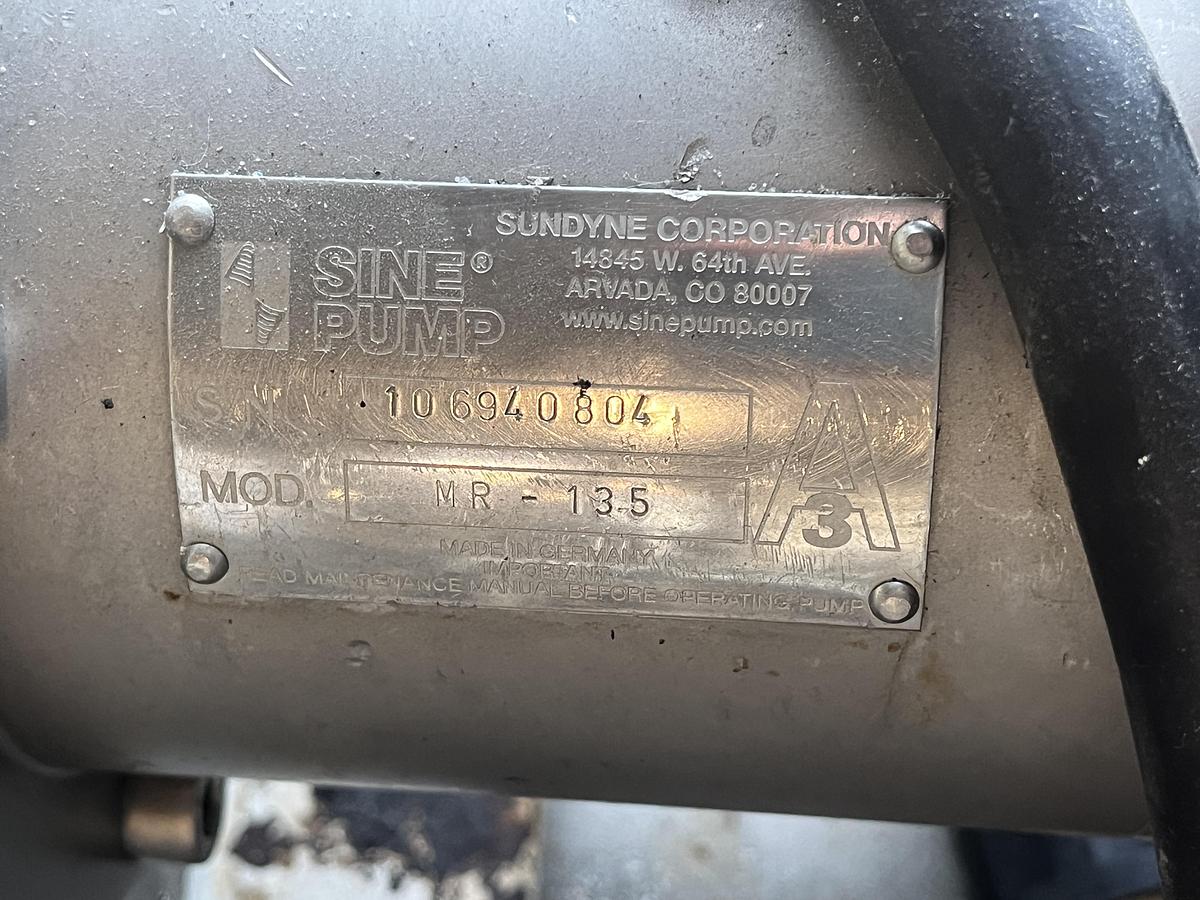 SINE®
PUMP
SUNDYNE CORPORATION
14845 W. 64th AVE.
ARVADA, CO 80007
www.sinepump.com
S.N. 106940804
MOD. MR - 135
A
3
MADE IN GERMANY
IMPORTANT
READ MAINTENANCE MANUAL BEFORE OPERATING PUMP